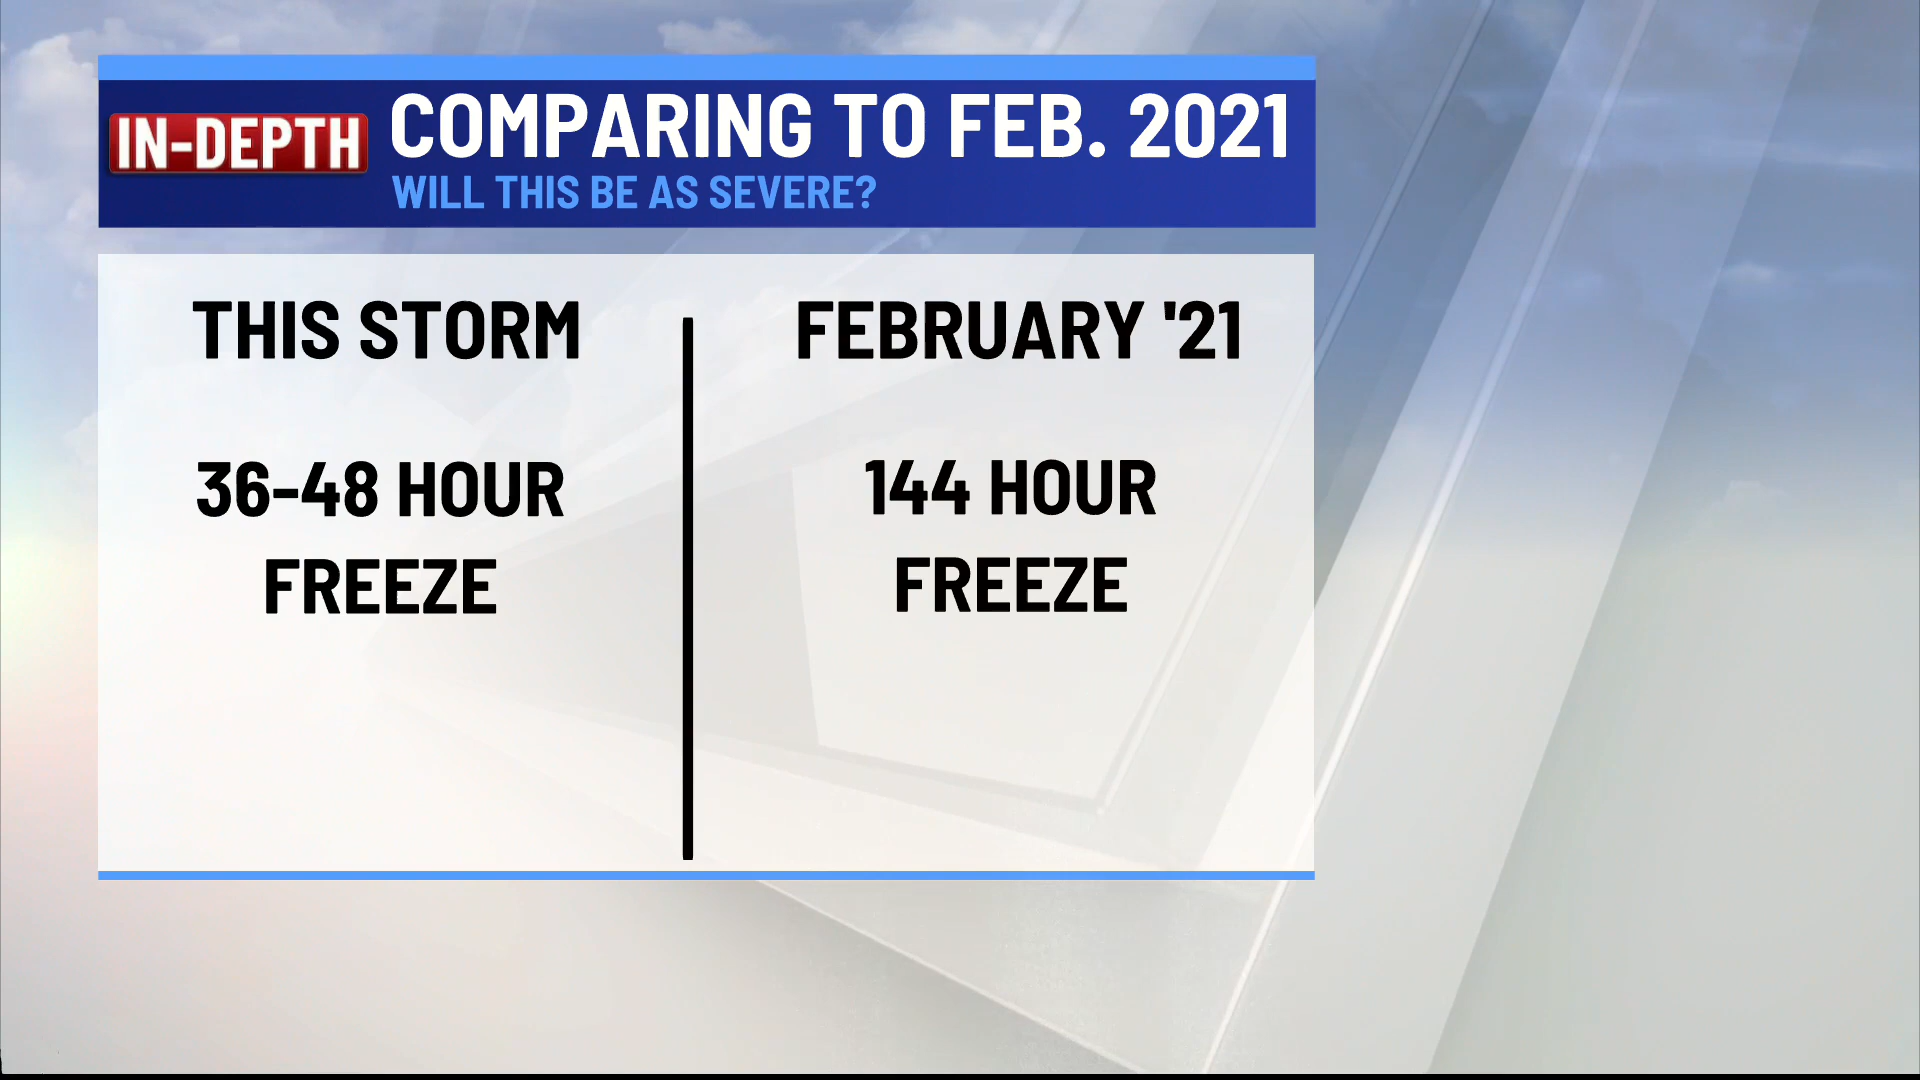 IN-DEPTH
COMPARING TO FEB. 2021
WILL THIS BE AS SEVERE?
THIS STORM
36-48 HOUR
FREEZE
FEBRUARY '21
144 HOUR
FREEZE